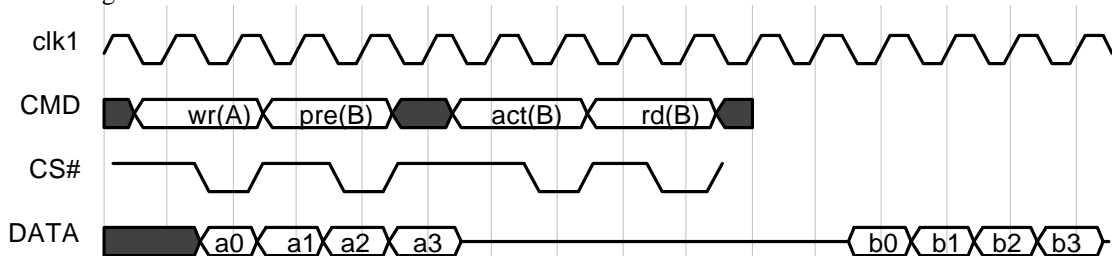 clk1
CMD wr(A) pre(B) act(B) rd(B)
CS#
DATA a0 a1 a2 a3 b0 b1 b2 b3